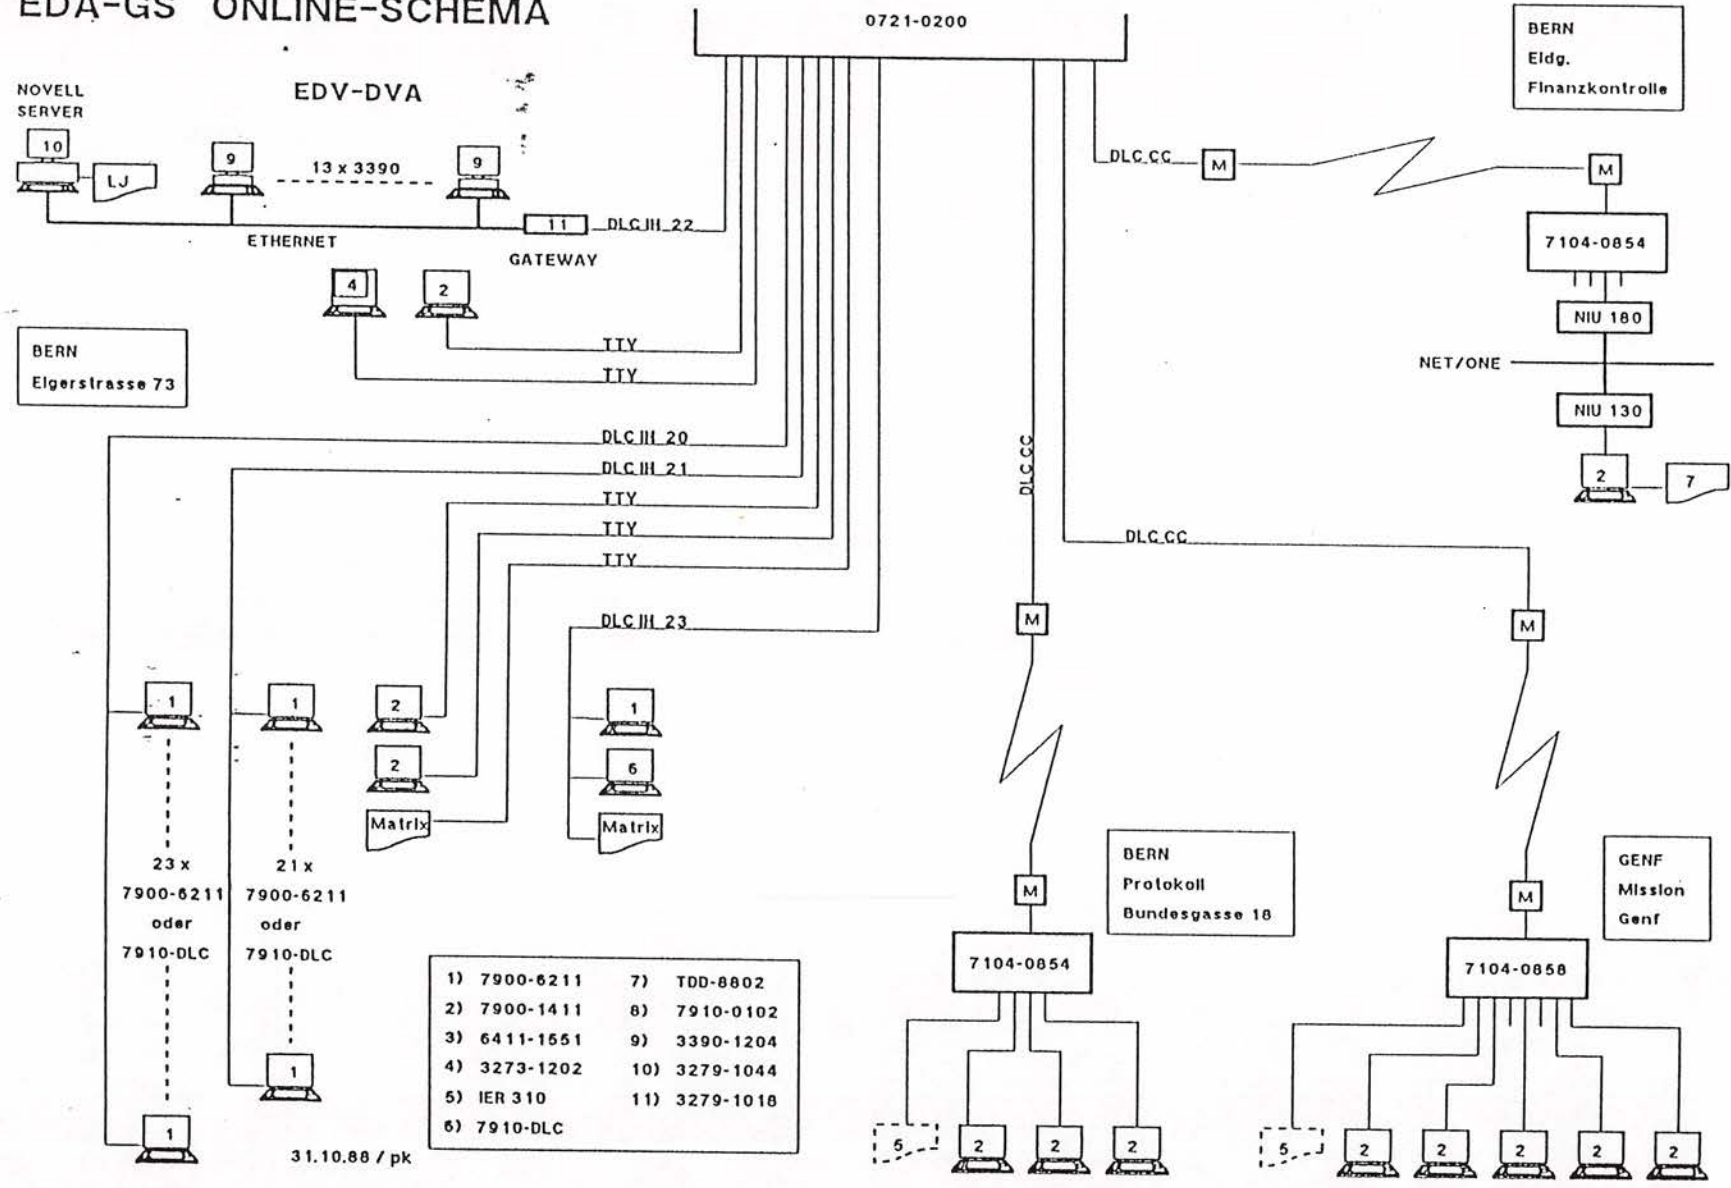 EDA-GS ONLINE-SCHEMA
0721-0200
BERN
Eidg.
Finanzkontrolle
NOVELL
SERVER
EDV-DVA
10
LJ
9
13 x 3390
9
ETHERNET
11
DLC IH 22
GATEWAY
4
2
TTY
TTY
BERN
Eigerstrasse 73
DLC IH 20
DLC IH 21
TTY
TTY
TTY
DLC IH 23
DLC CC
M
M
7104-0854
NIU 180
NET/ONE
NIU 130
2
7
DLC CC
DLC CC
M
M
1
1
2
2
Matrix
1
6
Matrix
23 x
7900-6211
oder
7910-DLC
21 x
7900-6211
oder
7910-DLC
1
1
31.10.88 / pk
1) 7900-6211
2) 7900-1411
3) 6411-1551
4) 3273-1202
5) IER 310
6) 7910-DLC
7) TDD-8802
8) 7910-0102
9) 3390-1204
10) 3279-1044
11) 3279-1018
BERN
Protokoll
Bundesgasse 18
M
7104-0854
5
2
2
2
GENF
Mission
Genf
M
7104-0858
5
2
2
2
2
2